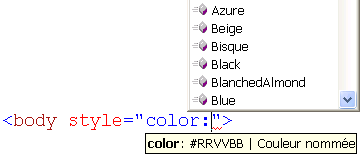 Azure
Beige
Bisque
Black
BlanchedAlmond
Blue
<body style="color:">
color: #RRVVBB | Couleur nommée